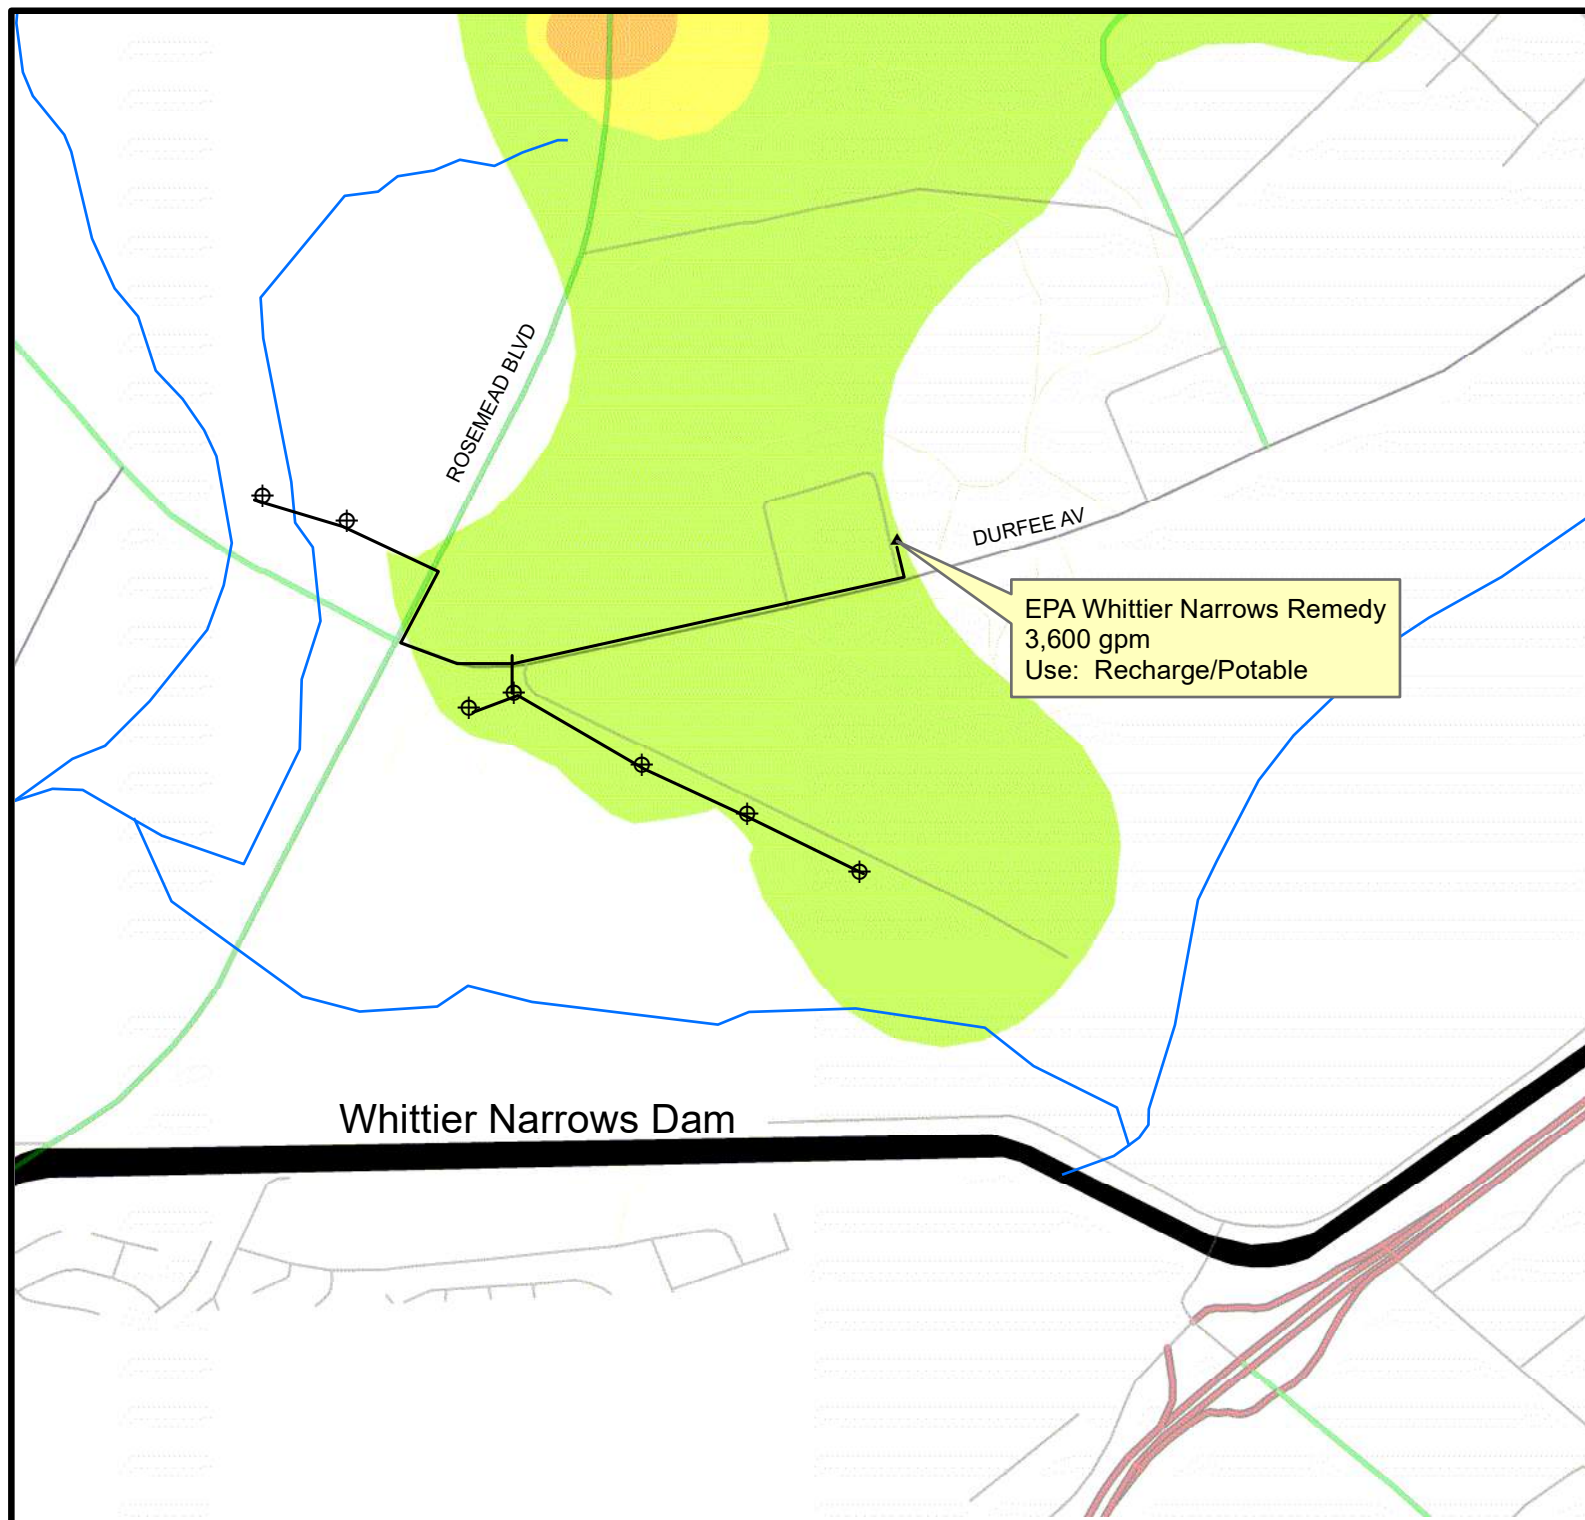 ROSEMEAD BLVD
DURFEE AV
EPA Whittier Narrows Remedy
3,600 gpm
Use: Recharge/Potable
Whittier Narrows Dam